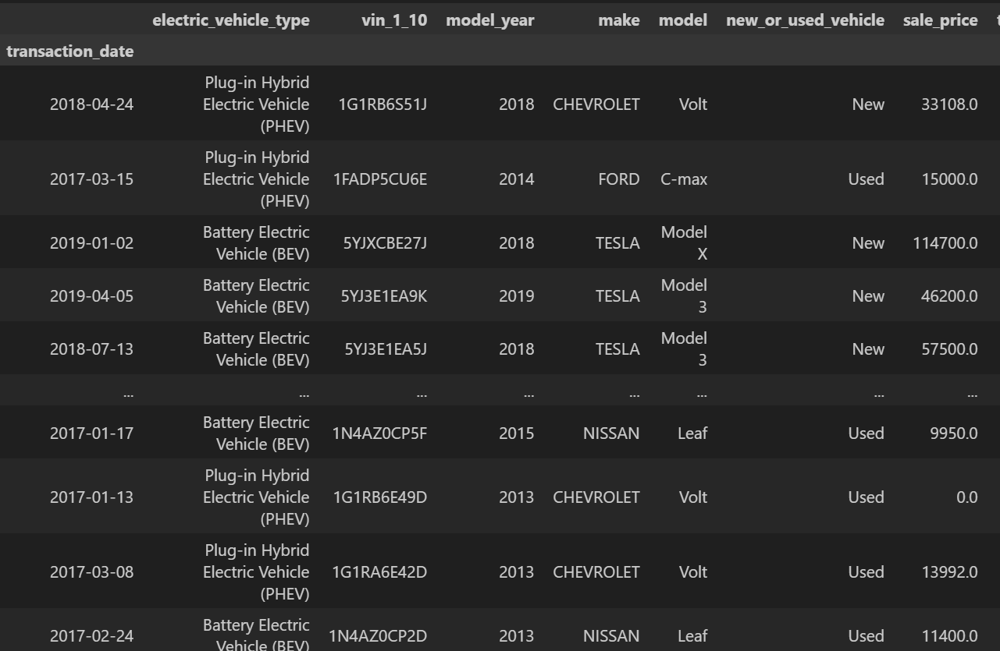 electric_vehicle_type vin_1_10 model_year make model new_or_used_vehicle sale_price
transaction_date
Plug-in Hybrid
Electric Vehicle
(PHEV)
2018-04-24 1G1RB6S51J 2018 CHEVROLET Volt New 33108.0
Plug-in Hybrid
Electric Vehicle
(PHEV)
2017-03-15 1FADP5CU6E 2014 FORD C-max Used 15000.0
Battery Electric
Vehicle (BEV)
2019-01-02 5YJXCBE27J 2018 TESLA Model
X New 114700.0
Battery Electric
Vehicle (BEV)
2019-04-05 5YJ3E1EA9K 2019 TESLA Model
3 New 46200.0
Battery Electric
Vehicle (BEV)
2018-07-13 5YJ3E1EA5J 2018 TESLA Model
3 New 57500.0
... ... ... ... ... ... ... ...
Battery Electric
Vehicle (BEV)
2017-01-17 1N4AZ0CP5F 2015 NISSAN Leaf Used 9950.0
Plug-in Hybrid
Electric Vehicle
(PHEV)
2017-01-13 1G1RB6E49D 2013 CHEVROLET Volt Used 0.0
Plug-in Hybrid
Electric Vehicle
(PHEV)
2017-03-08 1G1RA6E42D 2013 CHEVROLET Volt Used 13992.0
Battery Electric
Vehicle (BEV)
2017-02-24 1N4AZ0CP2D 2013 NISSAN Leaf Used 11400.0